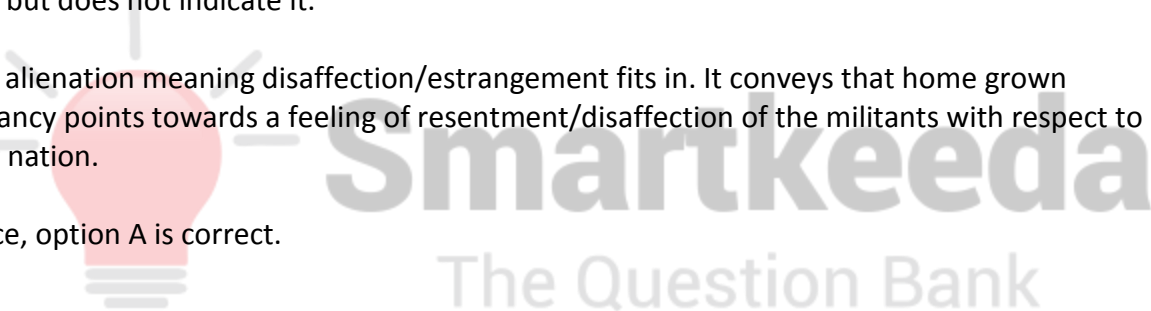 but does not indicate it.
alienation meaning disaffection/estrangement fits in. It conveys that home grown
ancy points towards a feeling of resentment/disaffection of the militants with respect to
nation.
ce, option A is correct.
Smartkeeda
The Question Bank